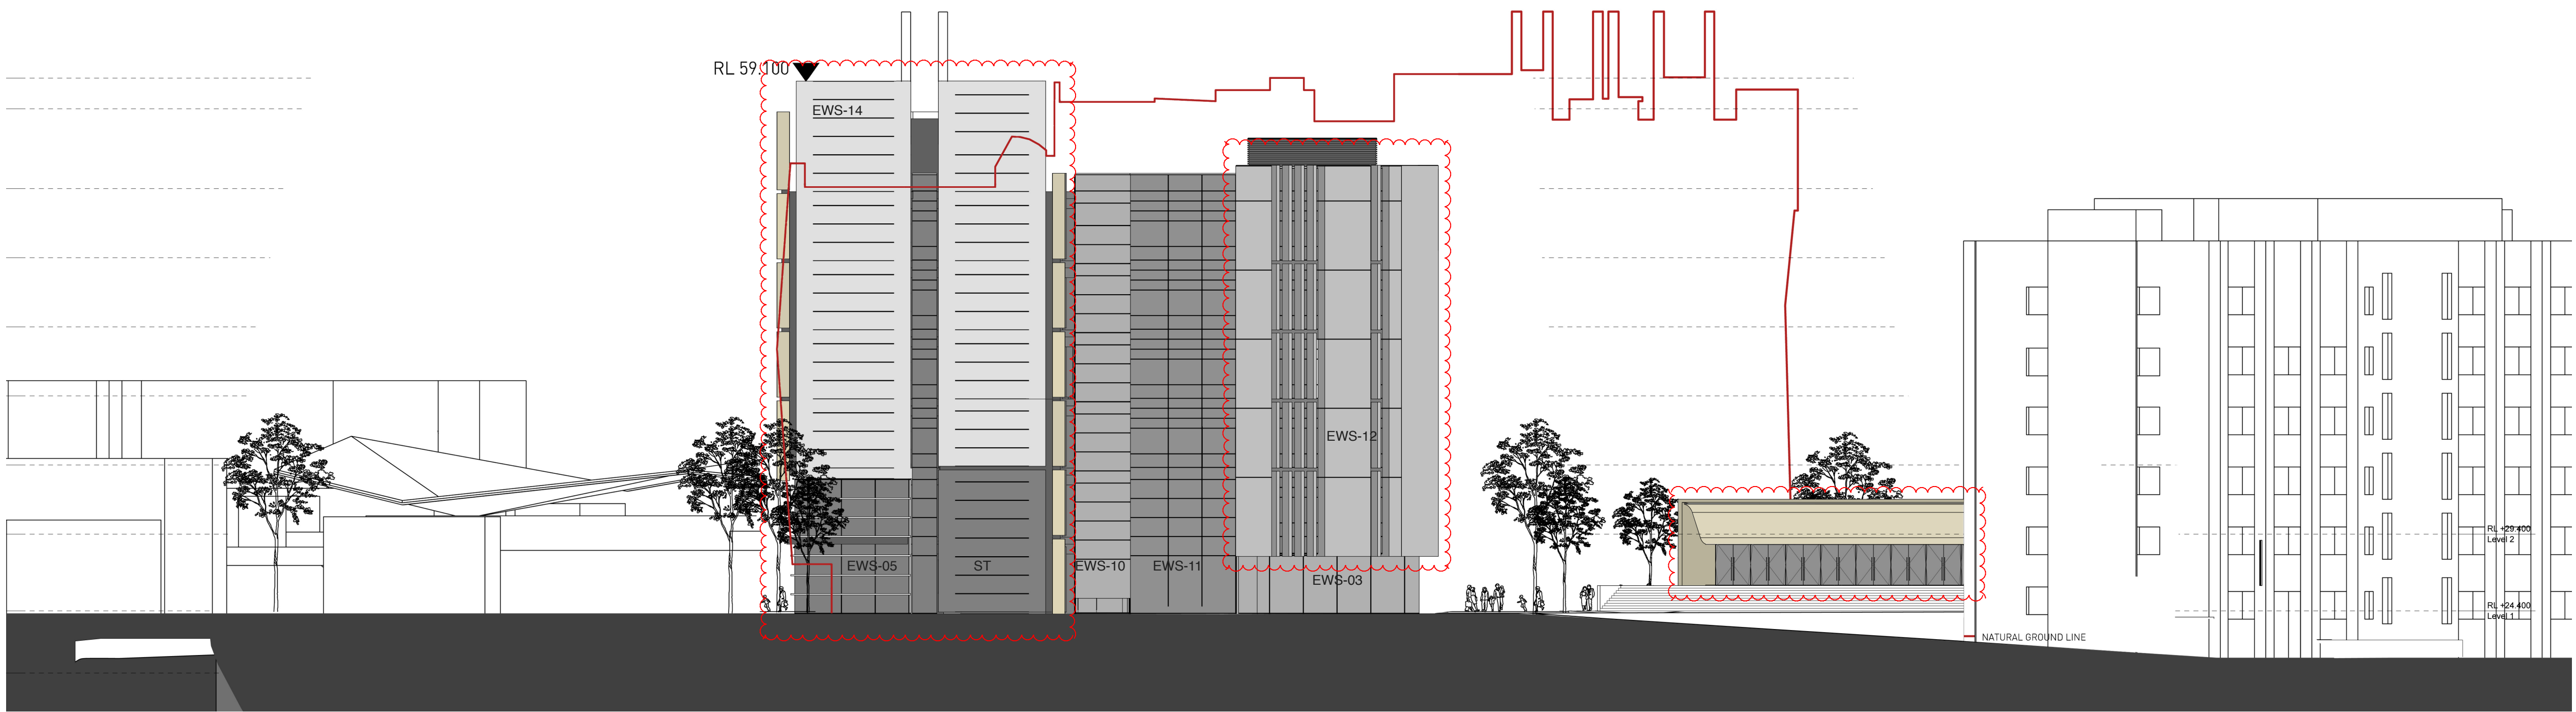 RL 59.100
EWS-14
EWS-12
EWS-05
ST
EWS-10
EWS-11
EWS-03
RL +29.400
Level 2
RL +24.400
Level 1
NATURAL GROUND LINE